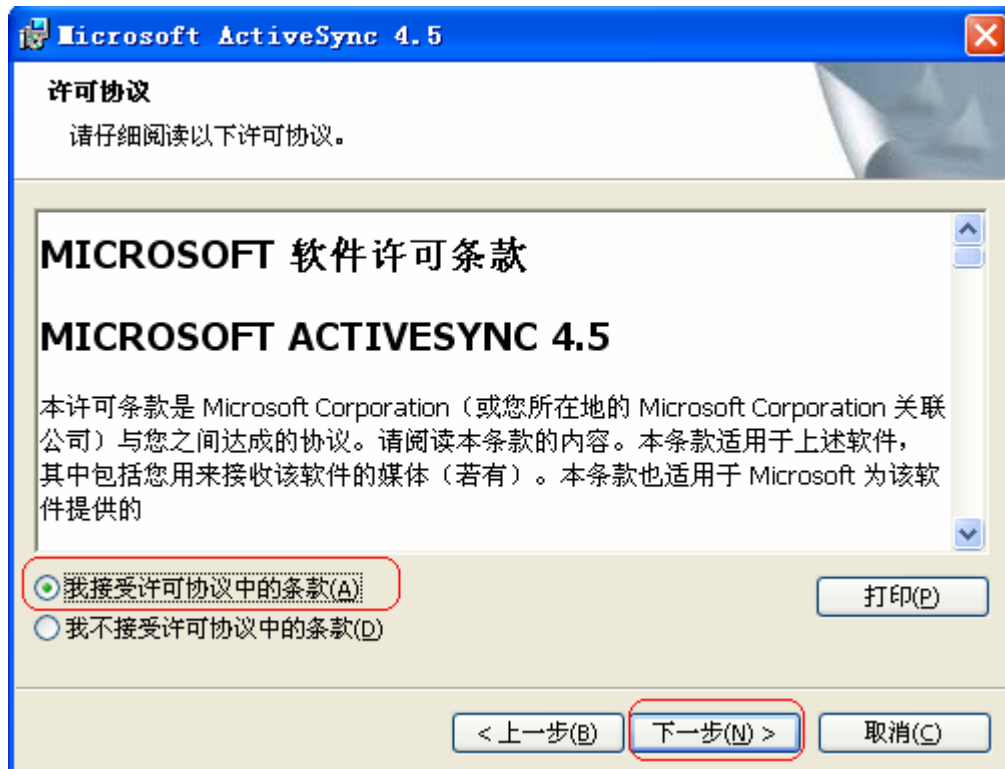 Microsoft ActiveSync 4.5
许可协议
请仔细阅读以下许可协议。
MICROSOFT 软件许可条款
MICROSOFT ACTIVESYNC 4.5
本许可条款是 Microsoft Corporation（或您所在地的 Microsoft Corporation 关联
公司）与您之间达成的协议。请阅读本条款的内容。本条款适用于上述软件，
其中包括您用来接收该软件的媒体（若有）。本条款也适用于 Microsoft 为该软
件提供的
我接受许可协议中的条款(A)
打印(P)
我不接受许可协议中的条款(D)
< 上一步(B)
下一步(N) >
取消(C)